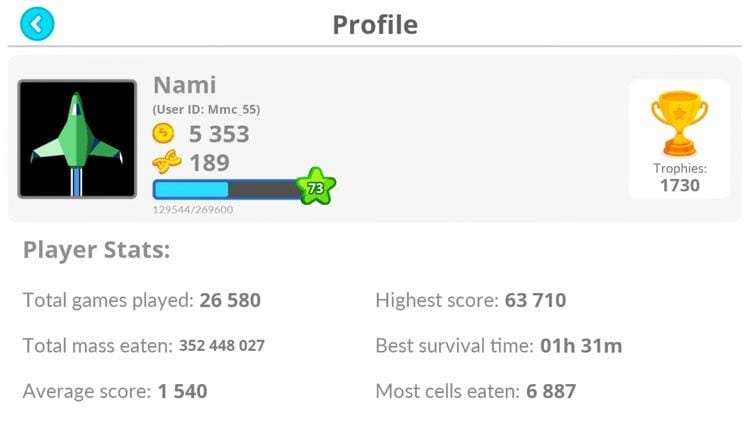 Profile
Nami
(User ID: Mmc_55)
5 353
189
73
129544/269600
Trophies:
1730
Player Stats:
Total games played: 26 580
Highest score: 63 710
Total mass eaten: 352 448 027
Best survival time: 01h 31m
Average score: 1 540
Most cells eaten: 6 887